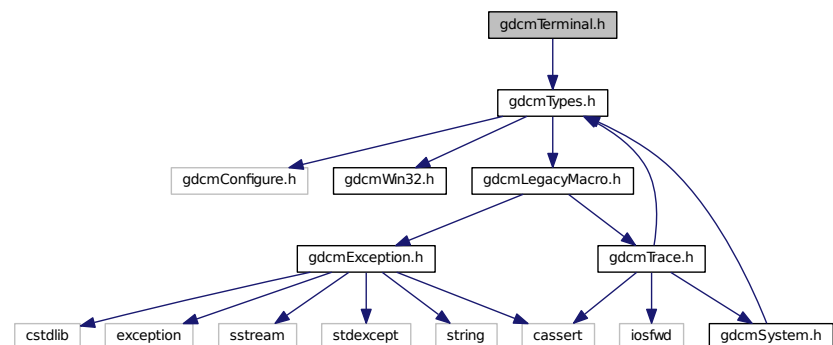 gdcmTerminal.h
gdcmTypes.h
gdcmConfigure.h
gdcmWin32.h
gdcmLegacyMacro.h
gdcmException.h
gdcmTrace.h
cstdlib
exception
sstream
stdexcept
string
cassert
iosfwd
gdcmSystem.h